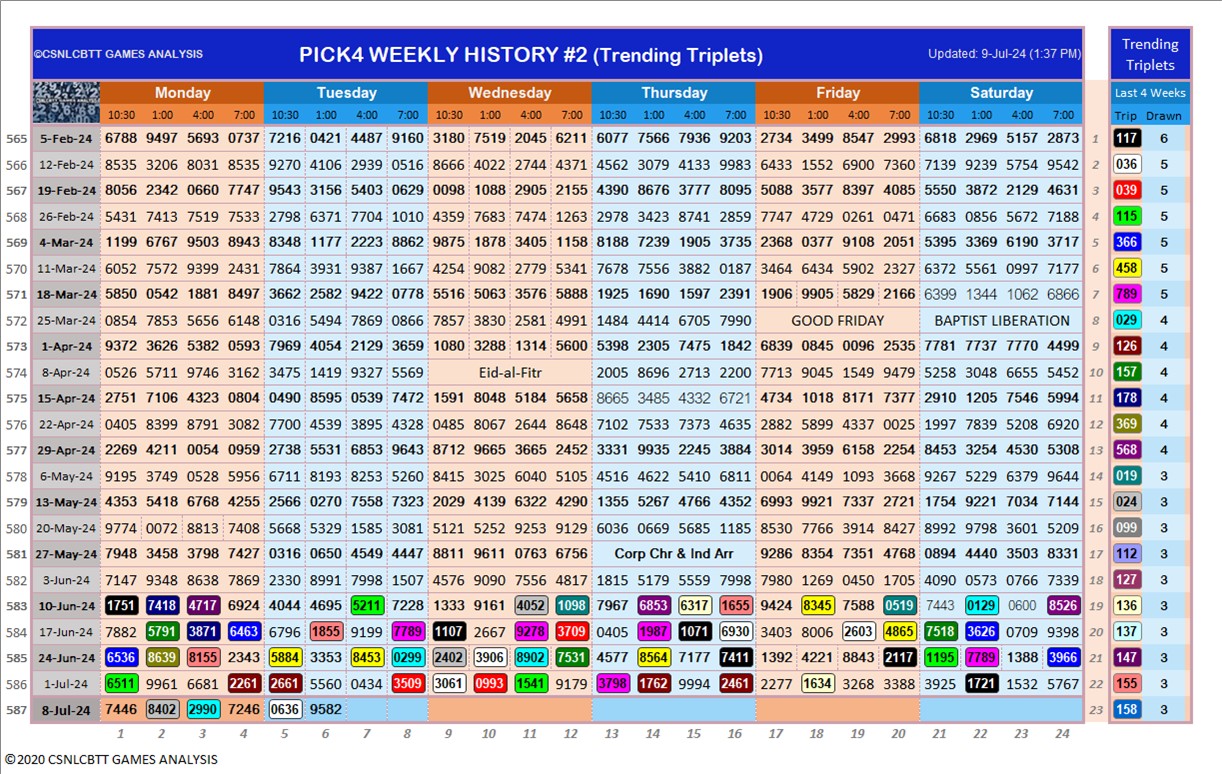 ©CSNLCBTT GAMES ANALYSIS PICK4 WEEKLY HISTORY #2 (Trending Triplets) Updated: 9-Jul-24 (1:37 PM) Trending Triplets
Monday Tuesday Wednesday Thursday Friday Saturday Last 4 Weeks
10:30 1:00 4:00 7:00 10:30 1:00 4:00 7:00 10:30 2:00 4:00 7:00 10:30 1:00 4:00 7:00 10:30 1:00 4:00 7:00 10:30 1:00 4:00 7:00 Trip Drawn
565 5-Feb-24 6788 9497 5693 0737 7216 0421 4487 9160 3180 7519 2045 6211 6077 7566 7936 9203 2734 3499 8547 2993 6818 2969 5157 2873 1 117 6
566 12-Feb-24 8535 3206 8031 8535 9270 4106 2939 0516 6666 4022 2744 4371 4562 3079 4133 9983 6433 1552 6900 7360 7139 9239 5754 9542 2 036 5
567 19-Feb-24 8056 2342 0660 7747 9543 3156 5403 0629 0098 1088 2905 2155 4390 8676 3777 8095 5088 3577 8397 4085 5550 3872 2129 4631 3 039 5
568 26-Feb-24 5431 7413 7519 7533 2798 6371 7704 1010 4359 7683 7474 1263 2978 3423 8741 2859 7747 4729 0261 0471 6683 0856 5672 7188 4 115 5
569 4-Mar-24 1199 6767 9503 8943 8348 1177 2223 8862 9875 1878 3405 1158 8188 7239 1905 3735 2368 0377 9108 2051 5395 3369 6190 3717 5 366 5
570 11-Mar-24 6052 7572 9399 2431 7864 3931 9387 1667 4254 9082 2779 5341 7678 7556 3882 0187 3464 6434 5902 2327 6372 5561 0997 7177 6 458 5
571 18-Mar-24 5850 0542 1881 8497 3662 2582 9422 0778 5516 5063 3576 5888 1925 1690 1597 2391 1906 9905 5829 2166 6399 1344 1062 6866 7 789 5
572 25-Mar-24 0854 7853 5656 6148 0316 5494 7869 0866 7857 3830 2581 4991 1484 4414 6705 7990 GOOD FRIDAY BAPTIST LIBERATION 8 029 4
573 1-Apr-24 9372 3626 5382 0593 7969 4054 2129 3659 1080 3288 1314 5600 5398 2305 7475 1842 6839 0845 0096 2535 7781 7737 7770 4499 9 126 4
574 8-Apr-24 0526 5711 9746 3162 3475 1419 9327 5569 Eid-al-Fitr 2005 8696 2713 2200 7713 9045 1549 9479 5258 3048 6655 5452 10 157 4
575 15-Apr-24 2751 7106 4323 0804 0490 8595 0539 7472 1591 8048 5184 5658 8665 3485 4332 6721 4734 1018 8171 7377 2910 1205 7546 5994 11 178 4
576 22-Apr-24 0405 8399 8791 3082 7700 4539 3895 4328 0485 8067 2644 8648 7102 7533 7373 4635 2882 5899 4337 0025 1997 7839 5208 6920 12 369 4
577 29-Apr-24 2269 4211 0054 0959 2738 5531 6853 9643 8712 9665 3665 2452 3331 9935 2245 3884 3014 3959 6158 2254 8453 3254 4530 5308 13 568 4
578 6-May-24 9195 3749 0528 5956 6711 8193 8253 5260 8415 3025 6040 5105 4516 4622 5410 6811 0064 4149 1093 3668 9267 5229 6379 9644 14 019 3
579 13-May-24 4353 5418 6768 4255 2566 0270 7558 7323 2029 4139 6322 4290 1355 5267 4766 4352 6993 9921 7337 2721 1754 9221 7034 7144 15 024 3
580 20-May-24 9774 0072 8813 7408 5668 5329 1585 3081 5121 5252 9253 9129 6036 0669 5685 1185 8530 7766 3914 8427 8992 9798 3601 5209 16 099 3
581 27-May-24 7948 3458 3798 7427 0316 0650 4549 4447 8811 9611 0763 6756 Corp Chr & Ind Arr 9286 8354 7351 4768 0894 4440 3503 8331 17 112 3
582 3-Jun-24 7147 9348 8638 7869 2330 8991 7998 1507 4576 9090 7556 4817 1815 5179 5559 7998 7980 1269 0450 1705 4090 0573 0766 7339 18 127 3
583 10-Jun-24 1751 7418 4717 6924 4044 4695 5211 7228 1333 9161 4052 1098 7967 6853 6317 1655 9424 8345 7588 0519 7443 0129 0600 8526 19 136 3
584 17-Jun-24 7882 5791 3871 6463 6796 1855 9199 7789 1107 2667 9278 3709 0405 1987 1071 6930 3403 8006 2603 4865 7518 3626 0709 9398 20 137 3
585 24-Jun-24 6536 8639 8155 7243 5884 3353 8453 0299 2402 3906 8902 7531 4577 8564 7177 7411 1392 4221 8843 2117 1195 7789 1388 3966 21 147 3
586 1-Jul-24 6511 9961 6681 2261 2661 5560 0434 3509 3061 0993 1541 9179 3798 1762 9994 2461 2277 1634 3268 3388 3925 1721 1532 5767 22 155 3
587 8-Jul-24 7446 8402 2990 7246 0636 9582 23 158 3
1 2 3 4 5 6 7 8 9 10 11 12 13 14 15 16 17 18 19 20 21 22 23 24
©2020 CSNLCBTT GAMES ANALYSIS